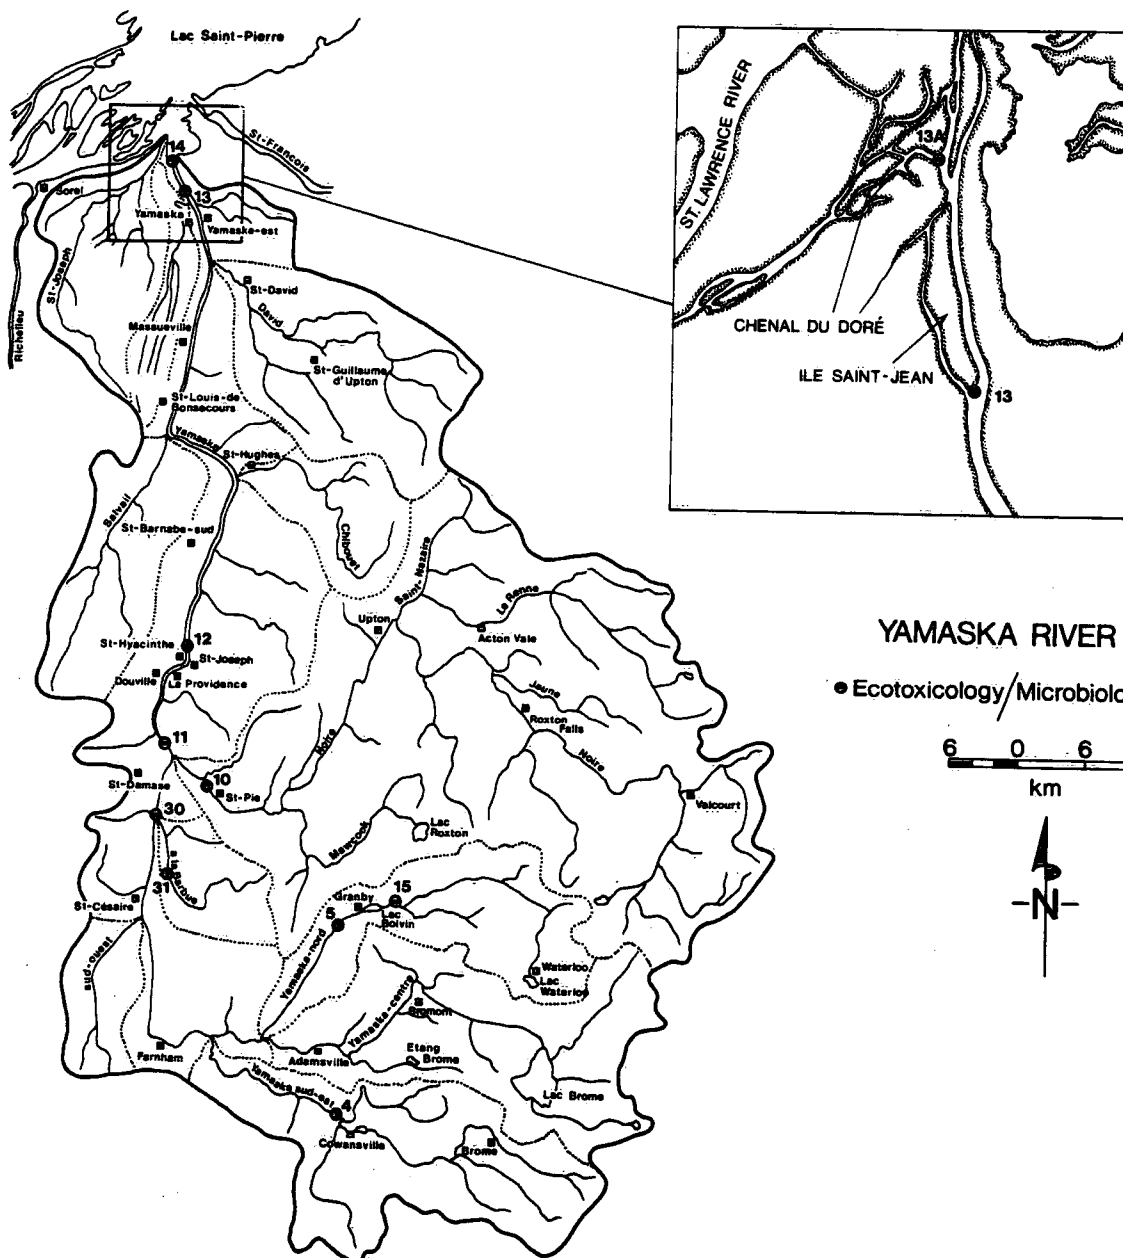 Lac Saint-Pierre
St-François
14
Sorel
13
Yamaska
Yamaska-est
St-Joseph
Richelieu
St-David
David
Massueville
St-Guillaume
d'Upton
St-Louis-de
Bonsecours
Yamaska
St-Hughes
Salvail
Chibouet
St-Barnabe-sud
Saint-Nazaire
La Renne
Upton
Acton Vale
12
St-Hyacinthe
St-Joseph
Douville
La Providence
Jaune
Roxton
Falls
Noire
Noire
11
10
St-Damase
St-Pie
Valcourt
30
Mawcook
Lac
Roxton
à la Barbue
31
St-Césaire
15
Granby
Lac
Boivin
5
sud-ouest
Yamaska-nord
Waterloo
Lac
Waterloo
Yamaska-centre
Bromom
Farnham
Adamsville
Etang
Brome
Yamaska sud-est
Lac Brome
4
Cowansville
Brome
ST. LAWRENCE RIVER
13A
CHENAL DU DORÉ
ILE SAINT-JEAN
13
YAMASKA RIVER
Ecotoxicology/Microbiolo
6 0 6
km
-N-